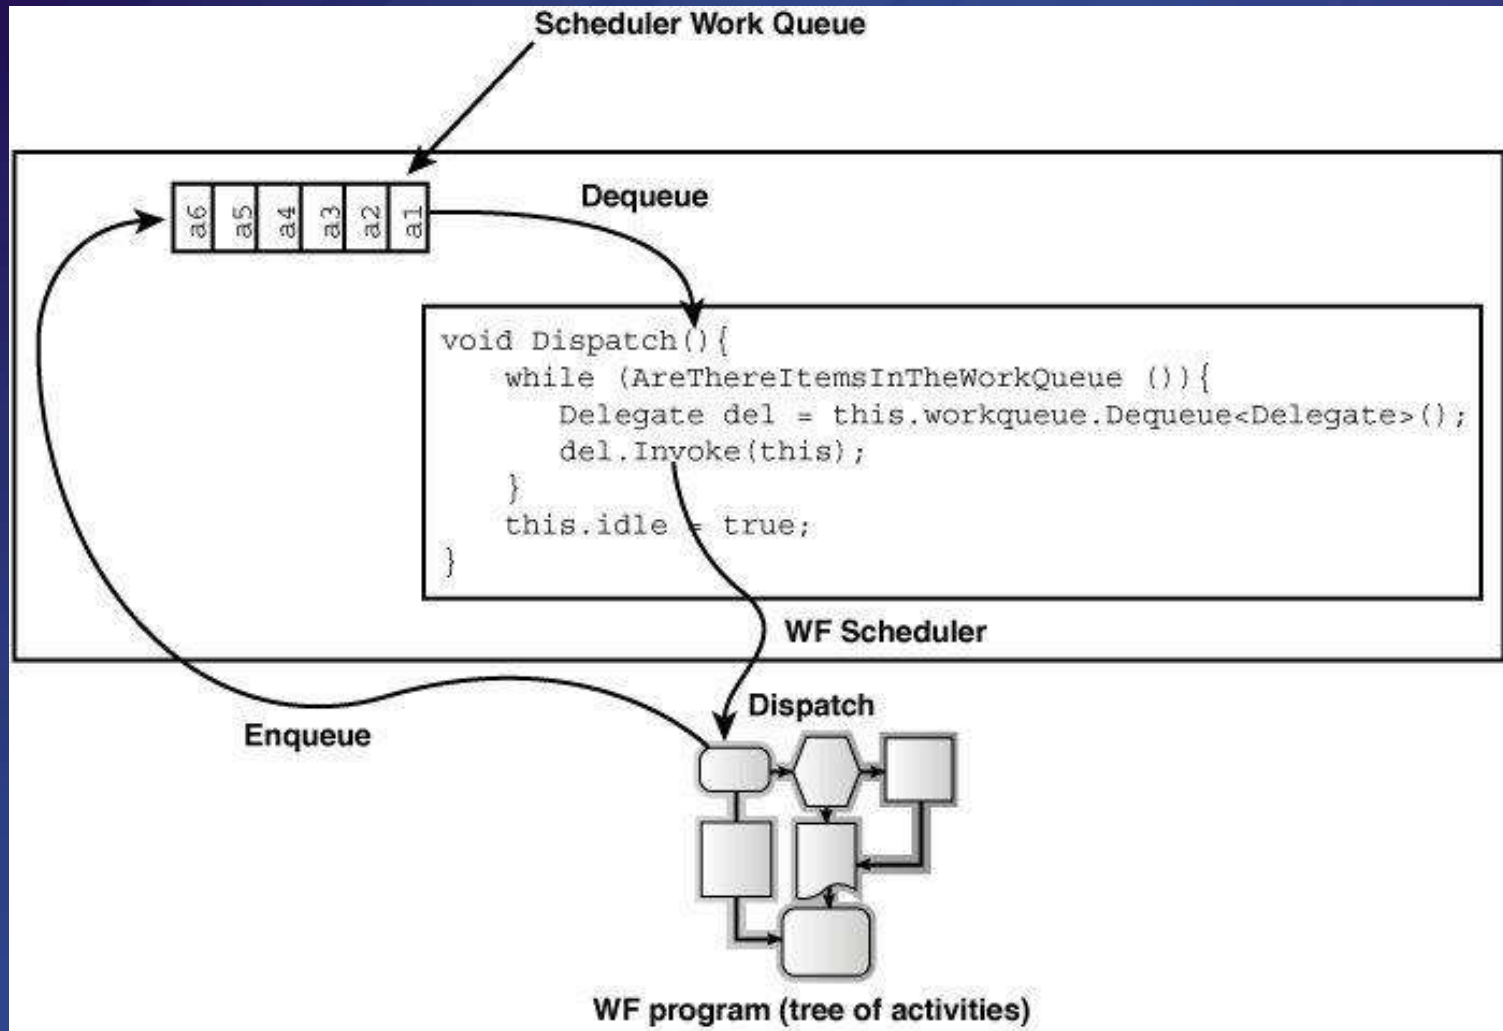 Scheduler Work Queue
Dequeue
a6 a5 a4 a3 a2 a1
void Dispatch(){
while (AreThereItemsInTheWorkQueue ()){
Delegate del = this.workqueue.Dequeue<Delegate>();
del.Invoke(this);
}
this.idle = true;
}
WF Scheduler
Dispatch
Enqueue
WF program (tree of activities)